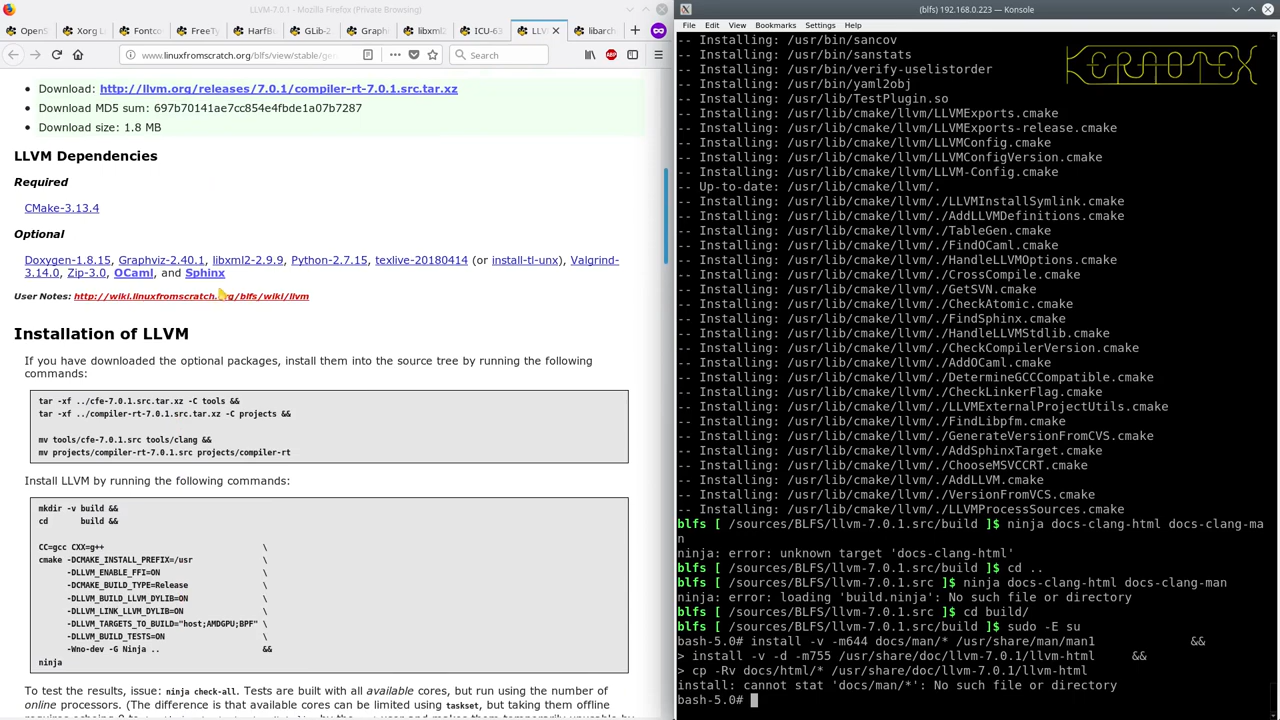 LLVM-7.0.1 - Mozilla Firefox (Private Browsing)
OpenS Xorg L Fontco FreeTy HarfBu GLib-2. Graphi libxml2 ICU-63 LLV libarch
www.linuxfromscratch.org/blfs/view/stable/ge Search
Download: http://llvm.org/releases/7.0.1/compiler-rt-7.0.1.src.tar.xz
Download MD5 sum: 697b70141ae7cc854e4fbde1a07b7287
Download size: 1.8 MB
LLVM Dependencies
Required
CMake-3.13.4
Optional
Doxygen-1.8.15, Graphviz-2.40.1, libxml2-2.9.9, Python-2.7.15, texlive-20180414 (or install-tl-unx), Valgrind-
3.14.0, Zip-3.0, OCaml, and Sphinx
User Notes: http://wiki.linuxfromscratch.org/blfs/wiki/llvm
Installation of LLVM
If you have downloaded the optional packages, install them into the source tree by running the following
commands:
tar -xf ../cfe-7.0.1.src.tar.xz -C tools &&
tar -xf ../compiler-rt-7.0.1.src.tar.xz -C projects &&
mv tools/cfe-7.0.1.src tools/clang &&
mv projects/compiler-rt-7.0.1.src projects/compiler-rt
Install LLVM by running the following commands:
mkdir -v build &&
cd build &&
CC=gcc CXX=g++ \
cmake -DCMAKE_INSTALL_PREFIX=/usr \
-DLLVM_ENABLE_FFI=ON \
-DCMAKE_BUILD_TYPE=Release \
-DLLVM_BUILD_LLVM_DYLIB=ON \
-DLLVM_LINK_LLVM_DYLIB=ON \
-DLLVM_TARGETS_TO_BUILD="host;AMDGPU;BPF" \
-DLLVM_BUILD_TESTS=ON \
-Wno-dev -G Ninja .. &&
ninja
To test the results, issue: ninja check-all. Tests are built with all available cores, but run using the number of
online processors. (The difference is that available cores can be limited using taskset, but taking them offline
(blfs) 192.168.0.223 — Konsole
File Edit View Bookmarks Settings Help
KERNOTEX
-- Installing: /usr/bin/sancov
-- Installing: /usr/bin/sanstats
-- Installing: /usr/bin/verify-uselistorder
-- Installing: /usr/bin/yaml2obj
-- Installing: /usr/lib/TestPlugin.so
-- Installing: /usr/lib/cmake/llvm/LLVMExports.cmake
-- Installing: /usr/lib/cmake/llvm/LLVMExports-release.cmake
-- Installing: /usr/lib/cmake/llvm/LLVMConfig.cmake
-- Installing: /usr/lib/cmake/llvm/LLVMConfigVersion.cmake
-- Installing: /usr/lib/cmake/llvm/LLVM-Config.cmake
-- Up-to-date: /usr/lib/cmake/llvm/.
-- Installing: /usr/lib/cmake/llvm/./LLVMInstallSymlink.cmake
-- Installing: /usr/lib/cmake/llvm/./AddLLVMDefinitions.cmake
-- Installing: /usr/lib/cmake/llvm/./TableGen.cmake
-- Installing: /usr/lib/cmake/llvm/./FindOCaml.cmake
-- Installing: /usr/lib/cmake/llvm/./HandleLLVMOptions.cmake
-- Installing: /usr/lib/cmake/llvm/./CrossCompile.cmake
-- Installing: /usr/lib/cmake/llvm/./GetSVN.cmake
-- Installing: /usr/lib/cmake/llvm/./CheckAtomic.cmake
-- Installing: /usr/lib/cmake/llvm/./FindSphinx.cmake
-- Installing: /usr/lib/cmake/llvm/./HandleLLVMStdlib.cmake
-- Installing: /usr/lib/cmake/llvm/./CheckCompilerVersion.cmake
-- Installing: /usr/lib/cmake/llvm/./AddOCaml.cmake
-- Installing: /usr/lib/cmake/llvm/./DetermineGCCCompatible.cmake
-- Installing: /usr/lib/cmake/llvm/./CheckLinkerFlag.cmake
-- Installing: /usr/lib/cmake/llvm/./LLVMExternalProjectUtils.cmake
-- Installing: /usr/lib/cmake/llvm/./FindLibpfm.cmake
-- Installing: /usr/lib/cmake/llvm/./GenerateVersionFromCVS.cmake
-- Installing: /usr/lib/cmake/llvm/./AddSphinxTarget.cmake
-- Installing: /usr/lib/cmake/llvm/./ChooseMSVCCRT.cmake
-- Installing: /usr/lib/cmake/llvm/./AddLLVM.cmake
-- Installing: /usr/lib/cmake/llvm/./VersionFromVCS.cmake
-- Installing: /usr/lib/cmake/llvm/./LLVMProcessSources.cmake
blfs [ /sources/BLFS/llvm-7.0.1.src/build ]$ ninja docs-clang-html docs-clang-ma
n
ninja: error: unknown target 'docs-clang-html'
blfs [ /sources/BLFS/llvm-7.0.1.src/build ]$ cd ..
blfs [ /sources/BLFS/llvm-7.0.1.src ]$ ninja docs-clang-html docs-clang-man
ninja: error: loading 'build.ninja': No such file or directory
blfs [ /sources/BLFS/llvm-7.0.1.src ]$ cd build/
blfs [ /sources/BLFS/llvm-7.0.1.src/build ]$ sudo -E su
bash-5.0# install -v -m644 docs/man/* /usr/share/man/man1 &&
> install -v -d -m755 /usr/share/doc/llvm-7.0.1/llvm-html &&
> cp -Rv docs/html/* /usr/share/doc/llvm-7.0.1/llvm-html
install: cannot stat 'docs/man/*': No such file or directory
bash-5.0#